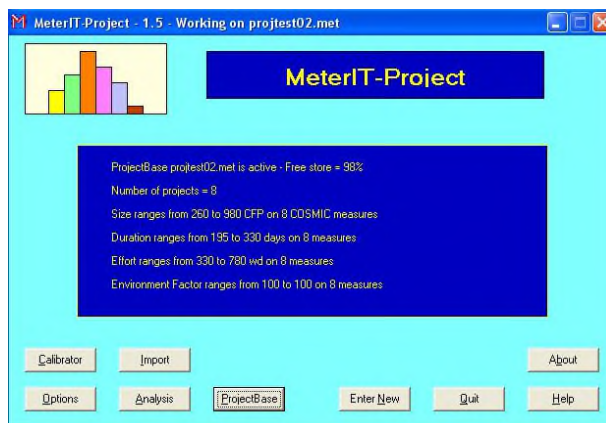 MeterIT-Project - 1.5 - Working on projtest02.met
MeterIT-Project
ProjectBase projtest02.met is active - Free store = 98%
Number of projects = 8
Size ranges from 260 to 980 CFP on 8 COSMIC measures
Duration ranges from 195 to 330 days on 8 measures
Effort ranges from 330 to 780 wd on 8 measures
Environment Factor ranges from 100 to 100 on 8 measures
Calibrator Import About
Options Analysis ProjectBase Enter New Quit Help